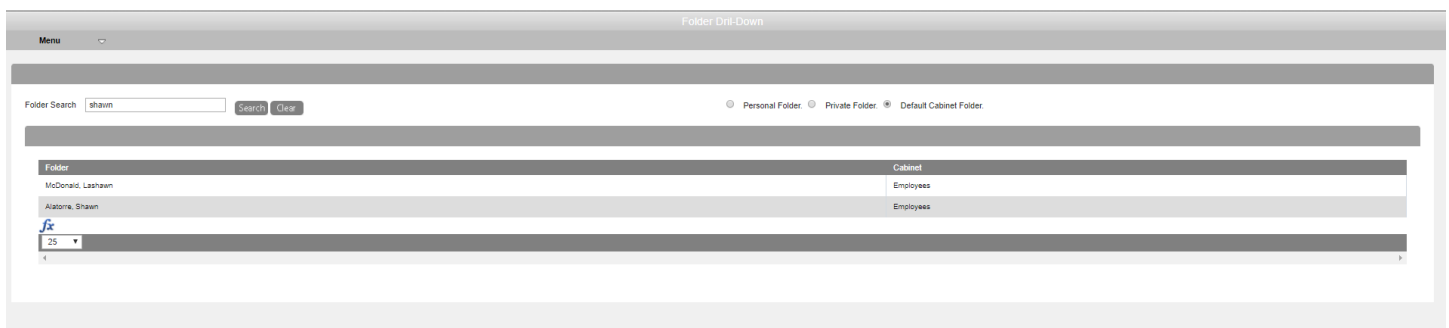 Folder Dril-Down
Menu
Folder Search shawn Search Clear Personal Folder. Private Folder. Default Cabinet Folder.
Folder Cabinet
McDonald, Lashawn Employees
Alatorre, Shawn Employees
fx
25